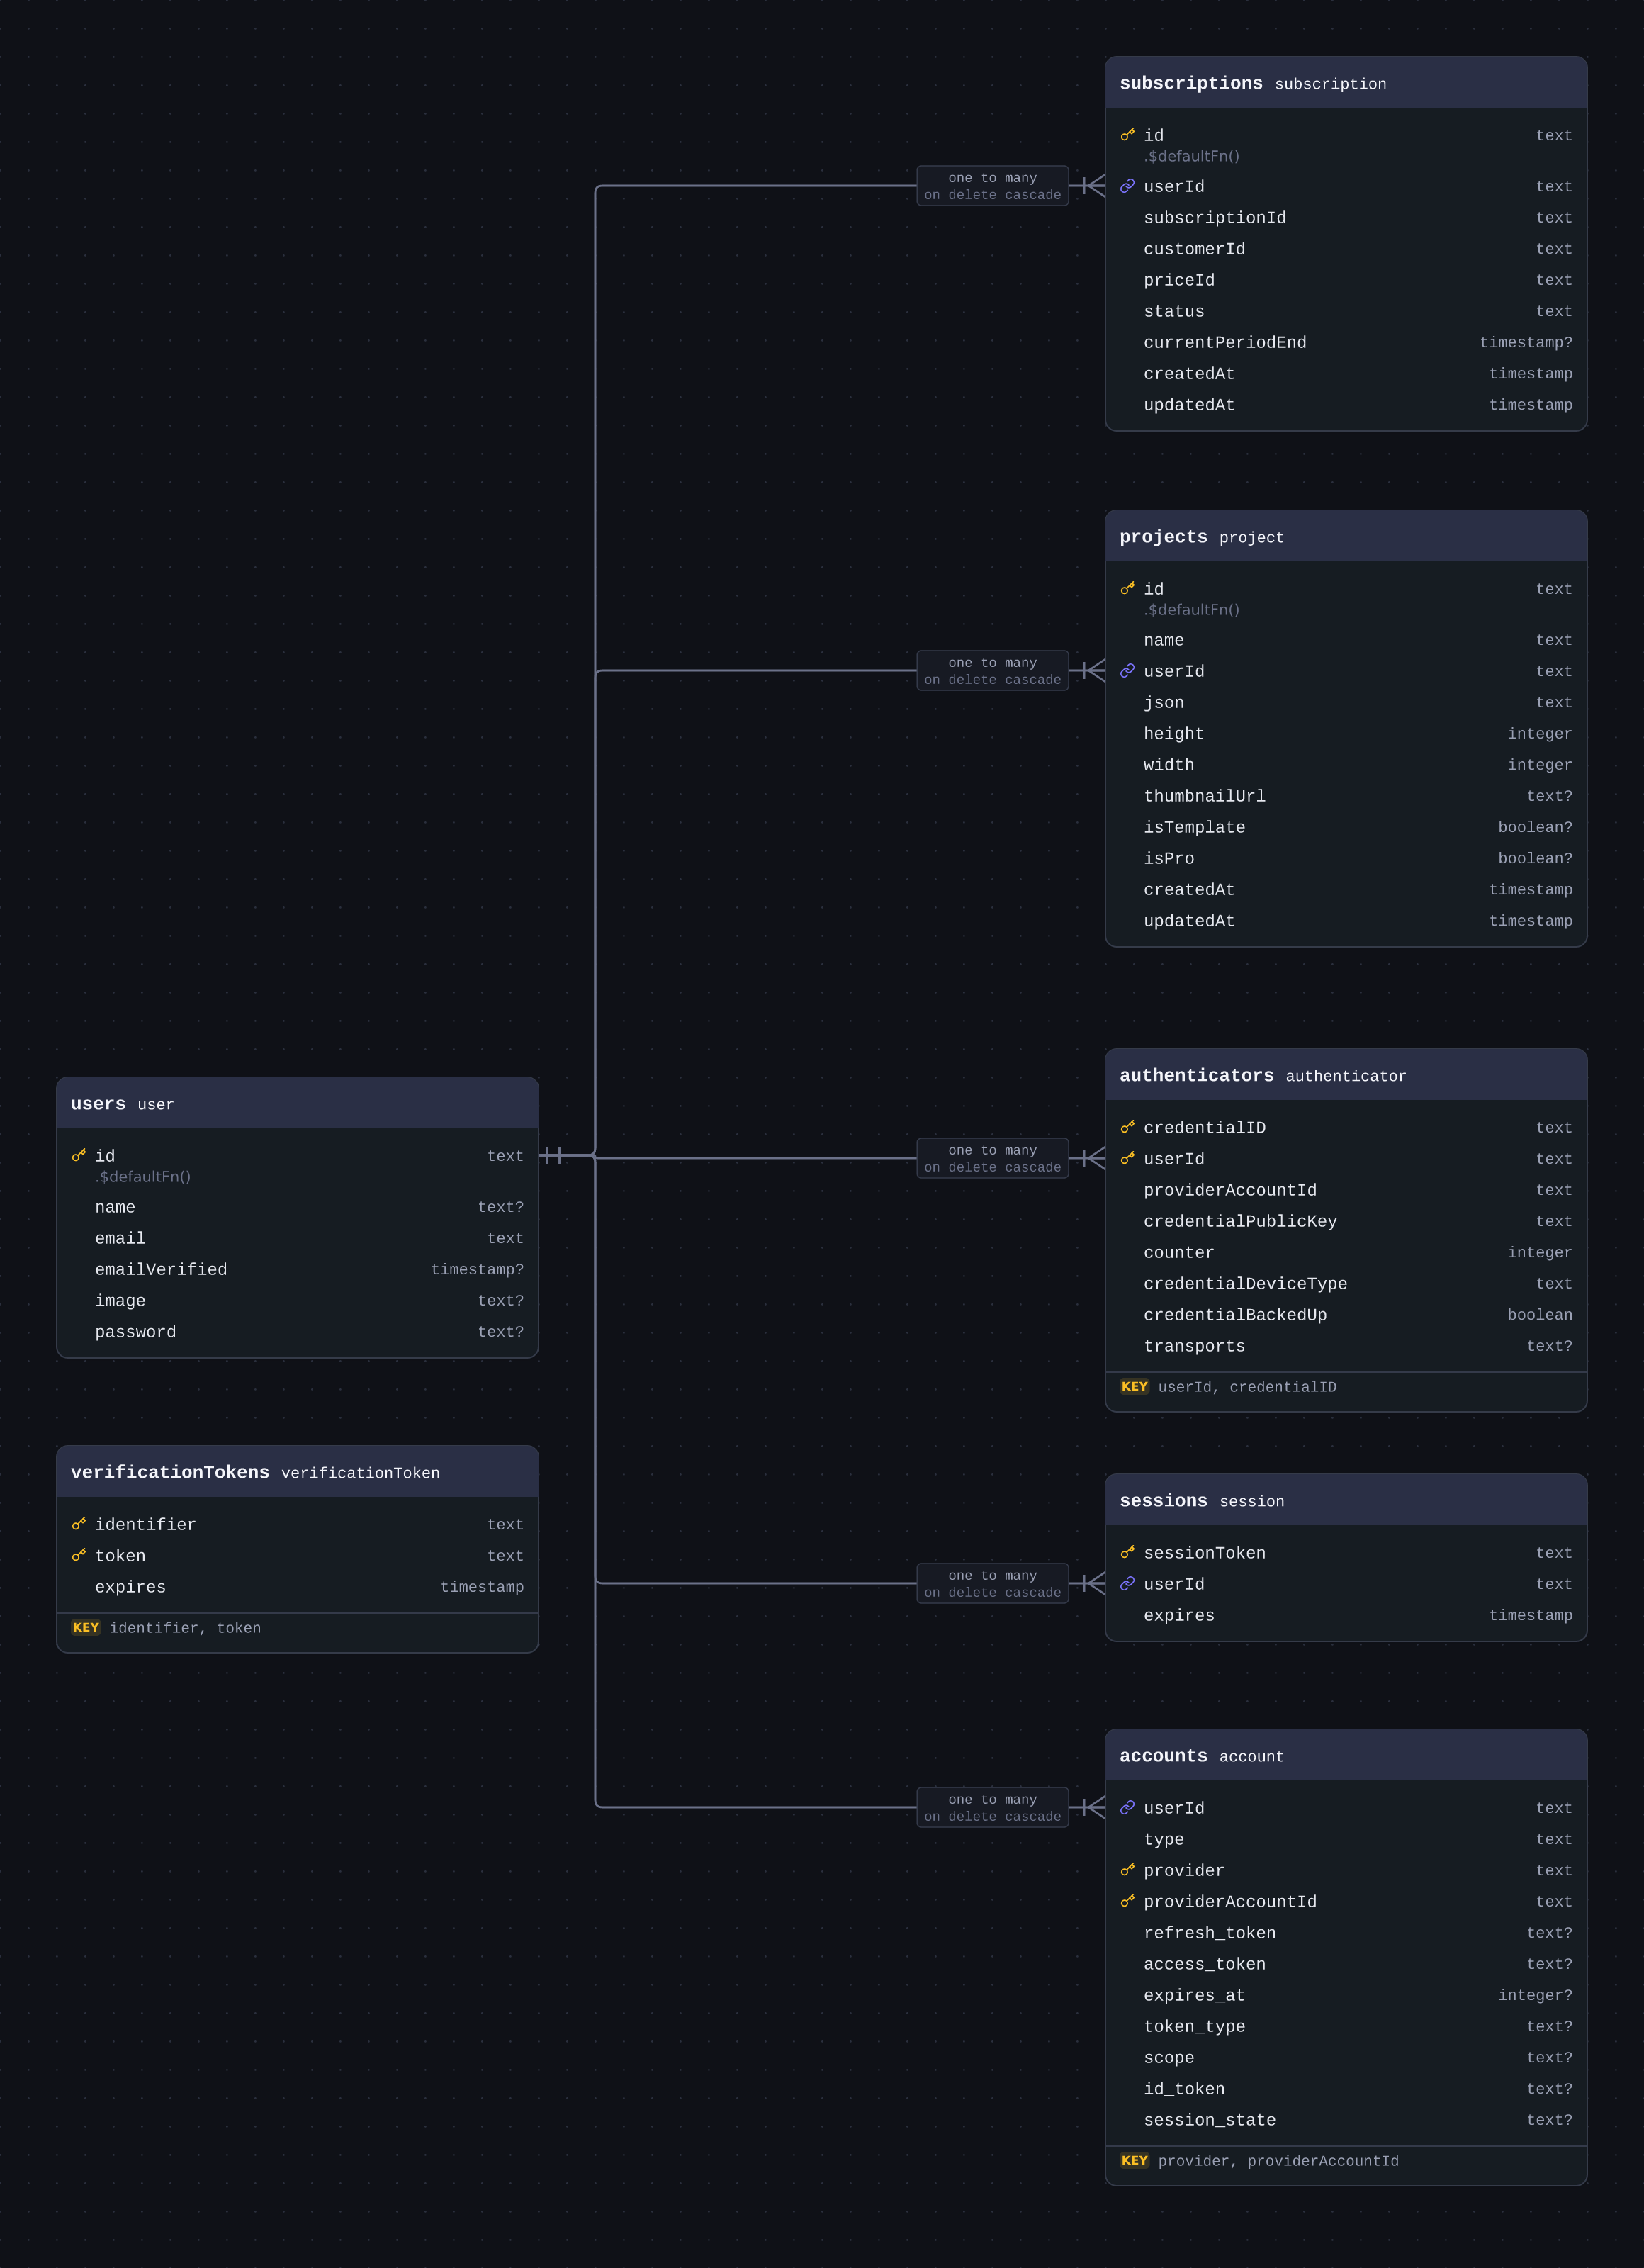 subscriptions subscription
id text
.$defaultFn()
userId text
subscriptionId text
customerId text
priceId text
status text
currentPeriodEnd timestamp?
createdAt timestamp
updatedAt timestamp
one to many
on delete cascade
projects project
id text
.$defaultFn()
name text
userId text
json text
height integer
width integer
thumbnailUrl text?
isTemplate boolean?
isPro boolean?
createdAt timestamp
updatedAt timestamp
one to many
on delete cascade
users user
id text
.$defaultFn()
name text?
email text
emailVerified timestamp?
image text?
password text?
one to many
on delete cascade
authenticators authenticator
credentialID text
userId text
providerAccountId text
credentialPublicKey text
counter integer
credentialDeviceType text
credentialBackedUp boolean
transports text?
KEY userId, credentialID
verificationTokens verificationToken
identifier text
token text
expires timestamp
KEY identifier, token
one to many
on delete cascade
sessions session
sessionToken text
userId text
expires timestamp
one to many
on delete cascade
accounts account
userId text
type text
provider text
providerAccountId text
refresh_token text?
access_token text?
expires_at integer?
token_type text?
scope text?
id_token text?
session_state text?
KEY provider, providerAccountId